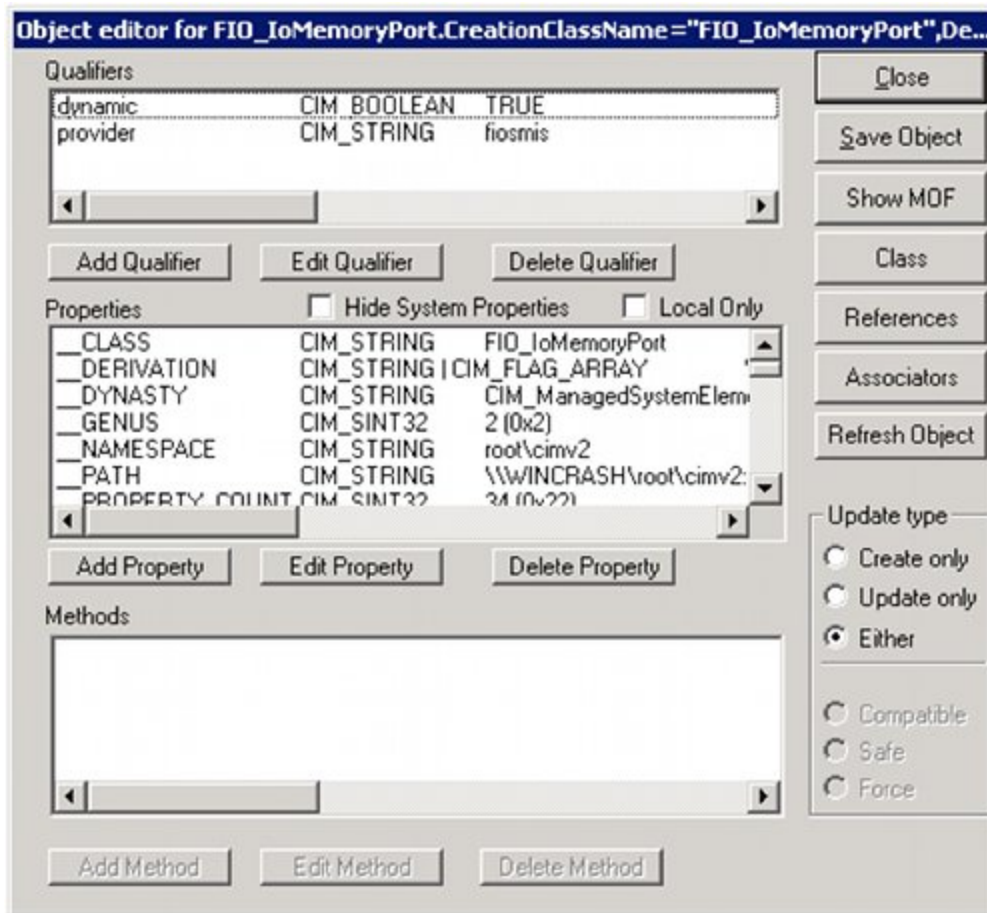 Object editor for FIO_IoMemoryPort.CreationClassName="FIO_IoMemoryPort",De...
Qualifiers
dynamic CIM_BOOLEAN TRUE
provider CIM_STRING fiosmis
Add Qualifier Edit Qualifier Delete Qualifier
Properties Hide System Properties Local Only
__CLASS CIM_STRING FIO_IoMemoryPort
__DERIVATION CIM_STRING | CIM_FLAG_ARRAY
__DYNASTY CIM_STRING CIM_ManagedSystemElem
__GENUS CIM_SINT32 2 (0x2)
__NAMESPACE CIM_STRING root\cimv2
__PATH CIM_STRING \\\WINCRASH\root\cimv2:
__PROPERTY_COUNT CIM_SINT32 34 (0x22)
Add Property Edit Property Delete Property
Methods
Add Method Edit Method Delete Method
Close
Save Object
Show MOF
Class
References
Associators
Refresh Object
Update type
Create only
Update only
Either
Compatible
Safe
Force